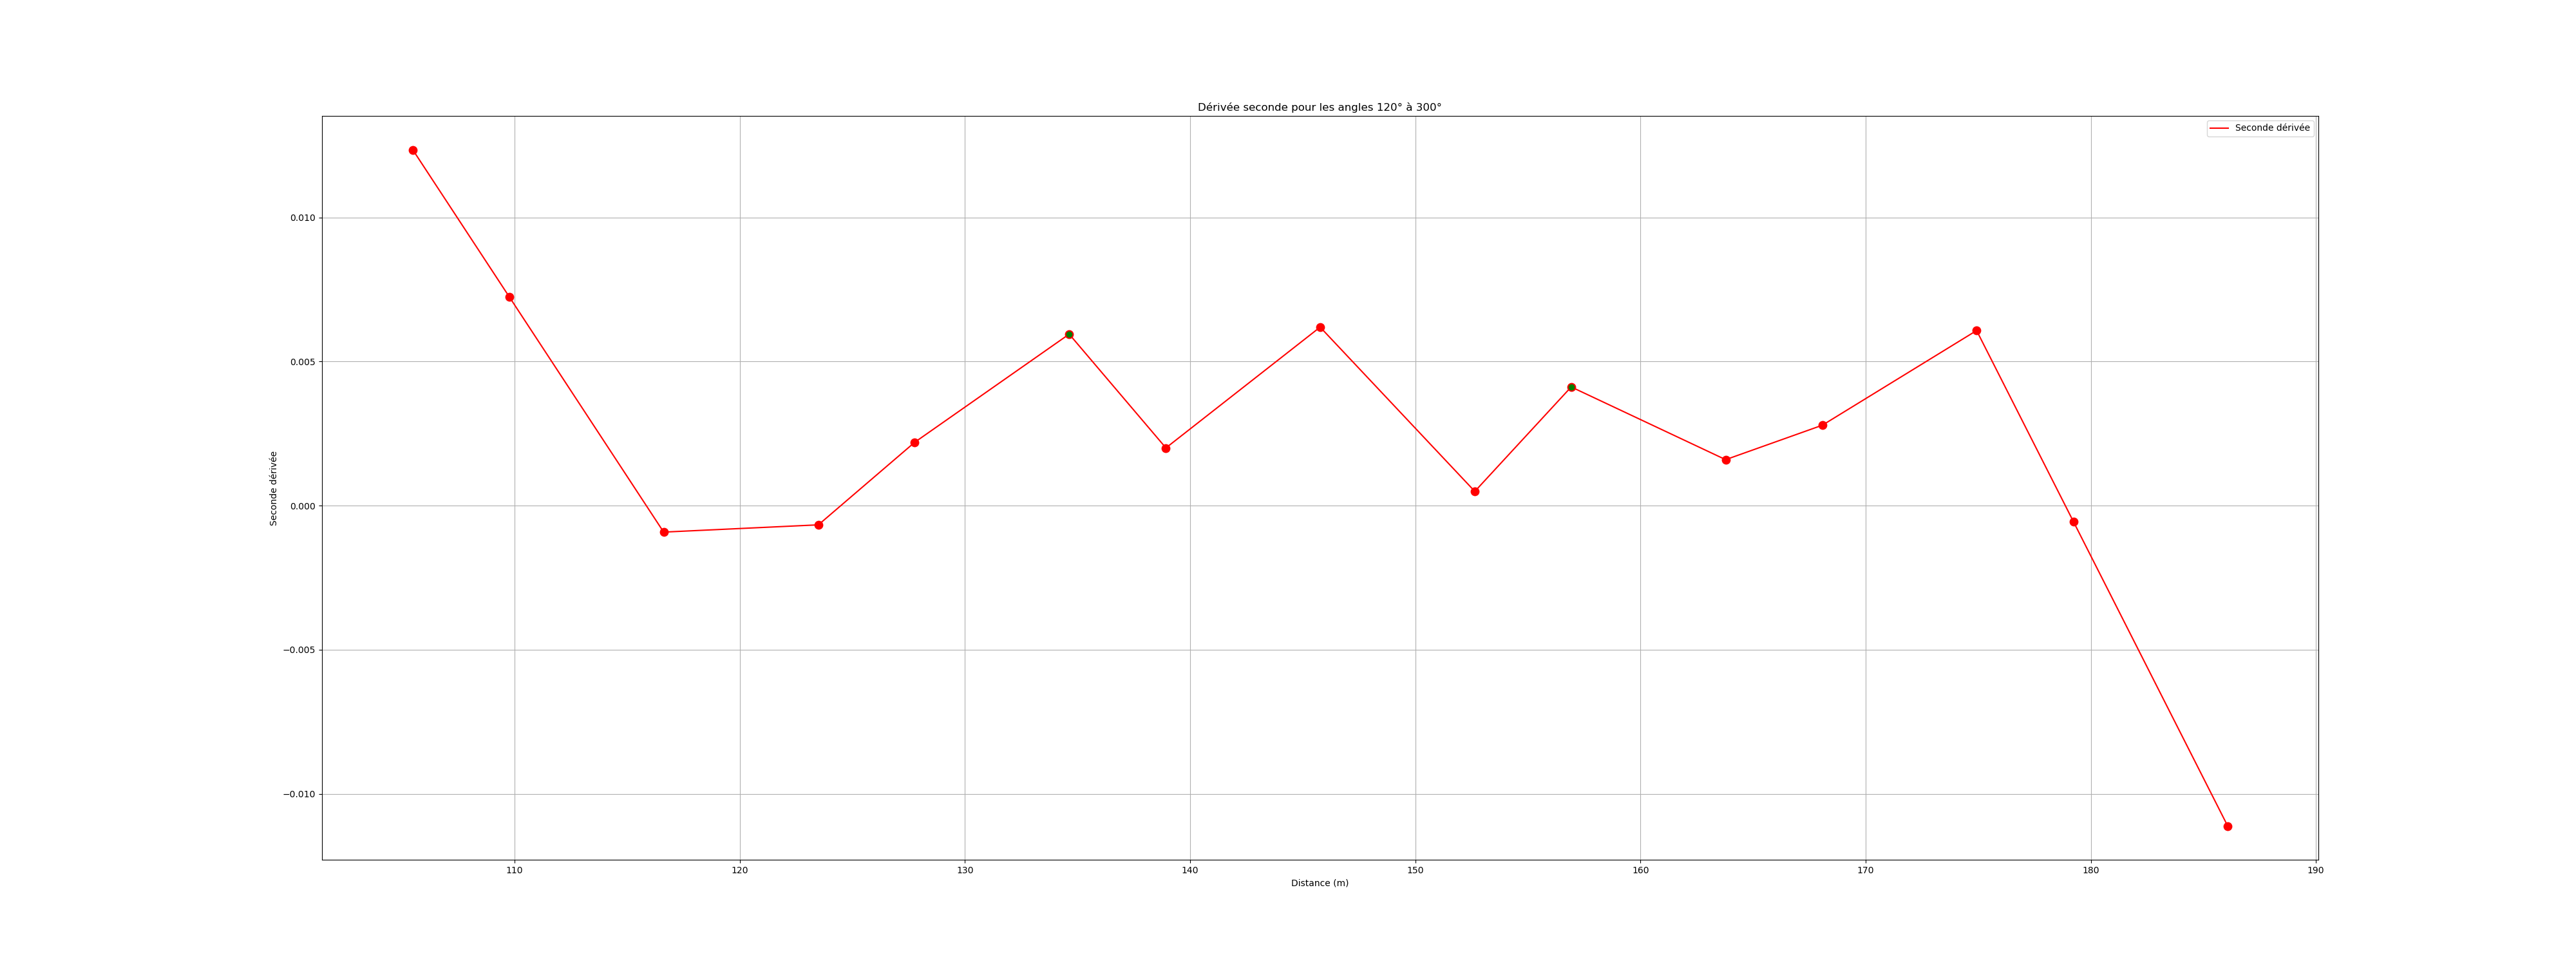 Dérivée seconde pour les angles 120° à 300°
Seconde dérivée
0.010
0.005
0.000
−0.005
−0.010
Seconde dérivée
110 120 130 140 150 160 170 180 190
Distance (m)